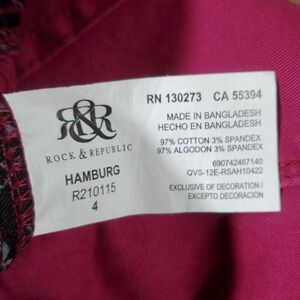 R&R
ROCK & REPUBLIC
HAMBURG
R210115
4
RN 130273 CA 55394
MADE IN BANGLADESH
HECHO EN BANGLADESH
97% COTTON 3% SPANDEX
97% ALGODON 3% SPANDEX
690742467140
QVS-12E-RSAH10422
EXCLUSIVE OF DECORATION /
EXCEPTO DECORACION